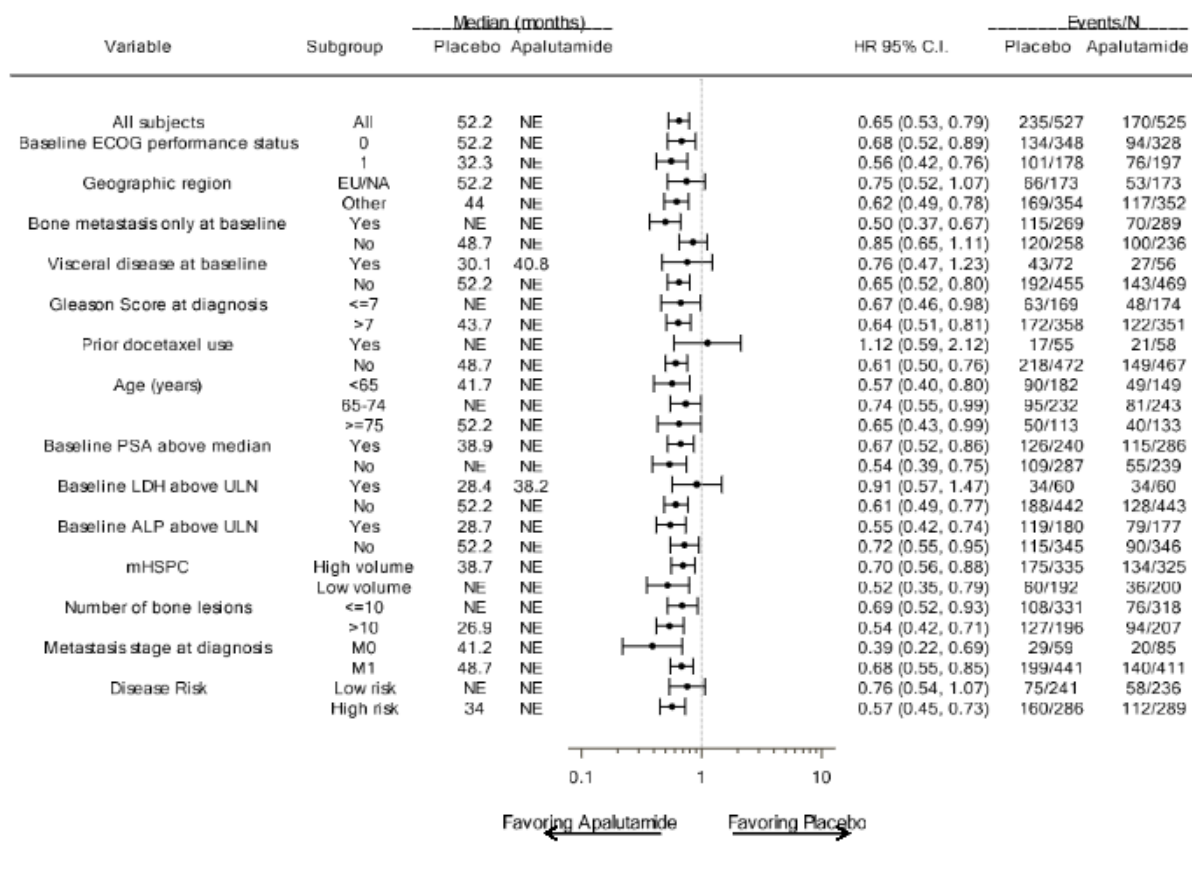 Median (months) Events/N
Variable Subgroup Placebo Apalutamide HR 95% C.I. Placebo Apalutamide
All subjects All 52.2 NE 0.65 (0.53, 0.79) 235/527 170/525
Baseline ECOG performance status 0 52.2 NE 0.68 (0.52, 0.89) 134/348 94/328
1 32.3 NE 0.56 (0.42, 0.76) 101/178 76/197
Geographic region EU/NA 52.2 NE 0.75 (0.52, 1.07) 66/173 53/173
Other 44 NE 0.62 (0.49, 0.78) 169/354 117/352
Bone metastasis only at baseline Yes NE NE 0.50 (0.37, 0.67) 115/269 70/289
No 48.7 NE 0.85 (0.65, 1.11) 120/258 100/236
Visceral disease at baseline Yes 30.1 40.8 0.76 (0.47, 1.23) 43/72 27/56
No 52.2 NE 0.65 (0.52, 0.80) 192/455 143/469
Gleason Score at diagnosis <=7 NE NE 0.67 (0.46, 0.98) 63/169 48/174
>7 43.7 NE 0.64 (0.51, 0.81) 172/358 122/351
Prior docetaxel use Yes NE NE 1.12 (0.59, 2.12) 17/55 21/58
No 48.7 NE 0.61 (0.50, 0.76) 218/472 149/467
Age (years) <65 41.7 NE 0.57 (0.40, 0.80) 90/182 49/149
65-74 NE NE 0.74 (0.55, 0.99) 95/232 81/243
>=75 52.2 NE 0.65 (0.43, 0.99) 50/113 40/133
Baseline PSA above median Yes 38.9 NE 0.67 (0.52, 0.86) 126/240 115/286
No NE NE 0.54 (0.39, 0.75) 109/287 55/239
Baseline LDH above ULN Yes 28.4 38.2 0.91 (0.57, 1.47) 34/60 34/60
No 52.2 NE 0.61 (0.49, 0.77) 188/442 128/443
Baseline ALP above ULN Yes 28.7 NE 0.55 (0.42, 0.74) 119/180 79/177
No 52.2 NE 0.72 (0.55, 0.95) 115/345 90/346
mHSPC High volume 38.7 NE 0.70 (0.56, 0.88) 175/335 134/325
Low volume NE NE 0.52 (0.35, 0.79) 60/192 36/200
Number of bone lesions <=10 NE NE 0.69 (0.52, 0.93) 108/331 76/318
>10 26.9 NE 0.54 (0.42, 0.71) 127/196 94/207
Metastasis stage at diagnosis M0 41.2 NE 0.39 (0.22, 0.69) 29/59 20/85
M1 48.7 NE 0.68 (0.55, 0.85) 199/441 140/411
Disease Risk Low risk NE NE 0.76 (0.54, 1.07) 75/241 58/236
High risk 34 NE 0.57 (0.45, 0.73) 160/286 112/289
0.1 1 10
Favoring Apalutamide Favoring Placebo